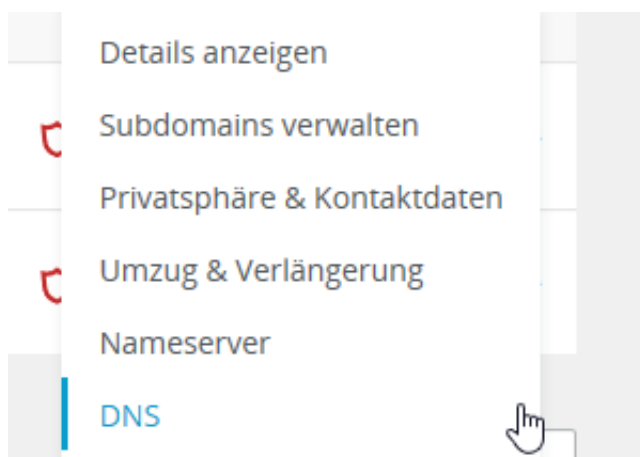 Details anzeigen
Subdomains verwalten
Privatsphäre & Kontaktdaten
Umzug & Verlängerung
Nameserver
DNS